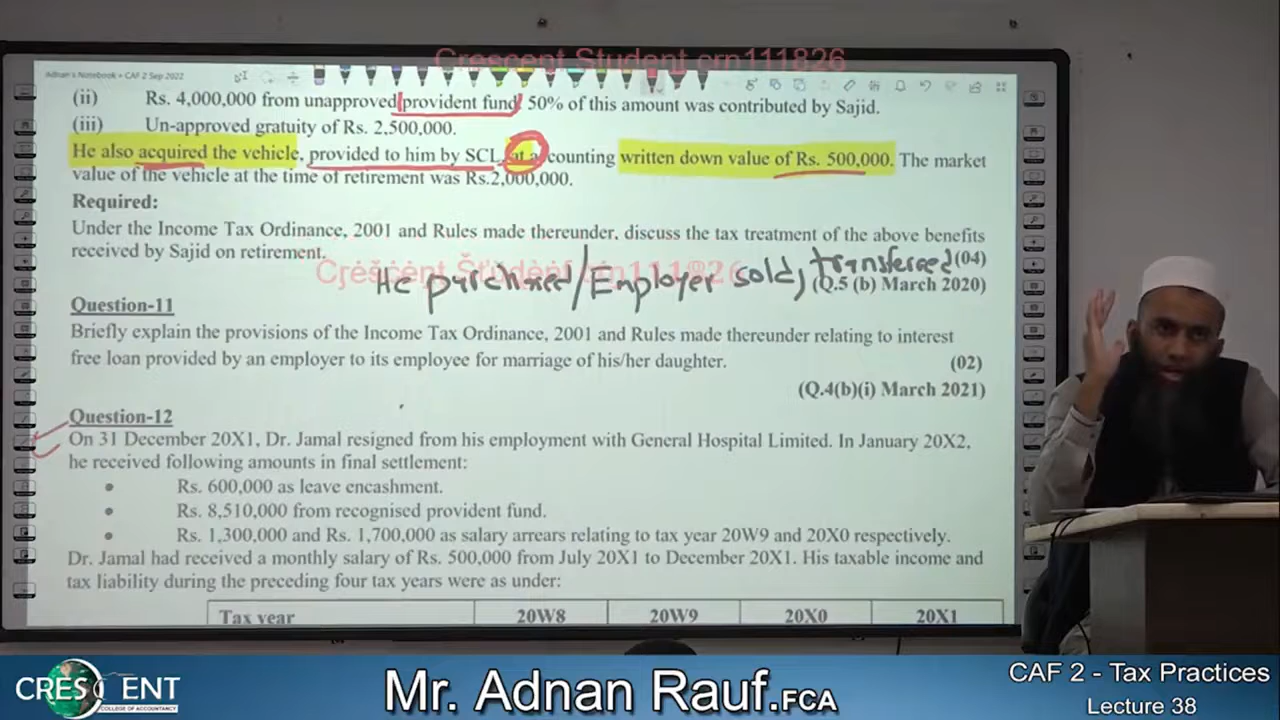 Crescent Student crn111826
Adnan's Notebook • CAF 2 Sep 2022
(ii) Rs. 4,000,000 from unapproved provident fund. 50% of this amount was contributed by Sajid.
(iii) Un-approved gratuity of Rs. 2,500,000.
He also acquired the vehicle, provided to him by SCL, at a counting written down value of Rs. 500,000. The market
value of the vehicle at the time of retirement was Rs.2,000,000.
Required:
Under the Income Tax Ordinance, 2001 and Rules made thereunder, discuss the tax treatment of the above benefits
received by Sajid on retirement. (04)
Crescent Student crn111826
He purchased/Employer sold, transferred
(Q.5 (b) March 2020)
Question-11
Briefly explain the provisions of the Income Tax Ordinance, 2001 and Rules made thereunder relating to interest
free loan provided by an employer to its employee for marriage of his/her daughter. (02)
(Q.4(b)(i) March 2021)
Question-12
On 31 December 20X1, Dr. Jamal resigned from his employment with General Hospital Limited. In January 20X2,
he received following amounts in final settlement:
• Rs. 600,000 as leave encashment.
• Rs. 8,510,000 from recognised provident fund.
• Rs. 1,300,000 and Rs. 1,700,000 as salary arrears relating to tax year 20W9 and 20X0 respectively.
Dr. Jamal had received a monthly salary of Rs. 500,000 from July 20X1 to December 20X1. His taxable income and
tax liability during the preceding four tax years were as under:
Tax year 20W8 20W9 20X0 20X1
CRESCENT
COLLEGE OF ACCOUNTANCY
Mr. Adnan Rauf.FCA
CAF 2 - Tax Practices
Lecture 38